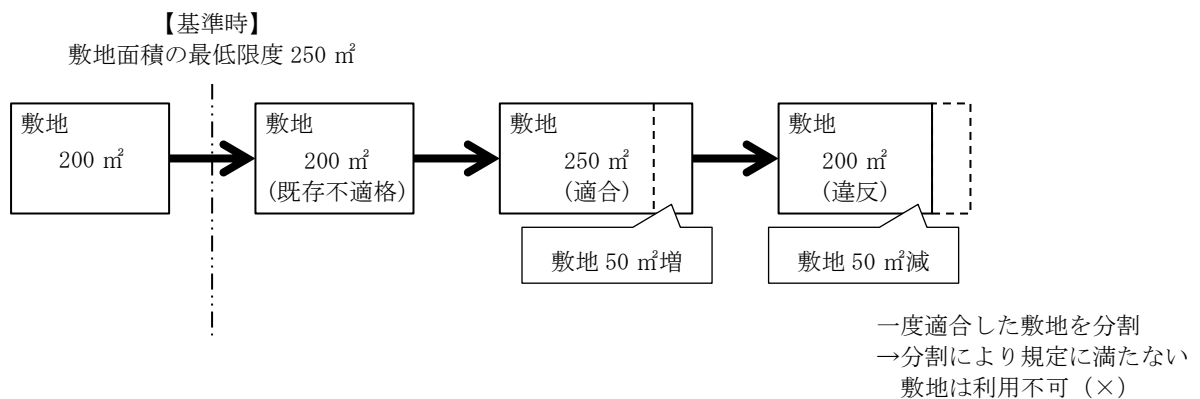 【基準時】
敷地面積の最低限度 250 ㎡
敷地
200 ㎡
敷地
200 ㎡
（既存不適格）
敷地
250 ㎡
（適合）
敷地
200 ㎡
（違反）
敷地 50 ㎡増
敷地 50 ㎡減
一度適合した敷地を分割
→分割により規定に満たない
敷地は利用不可（×）